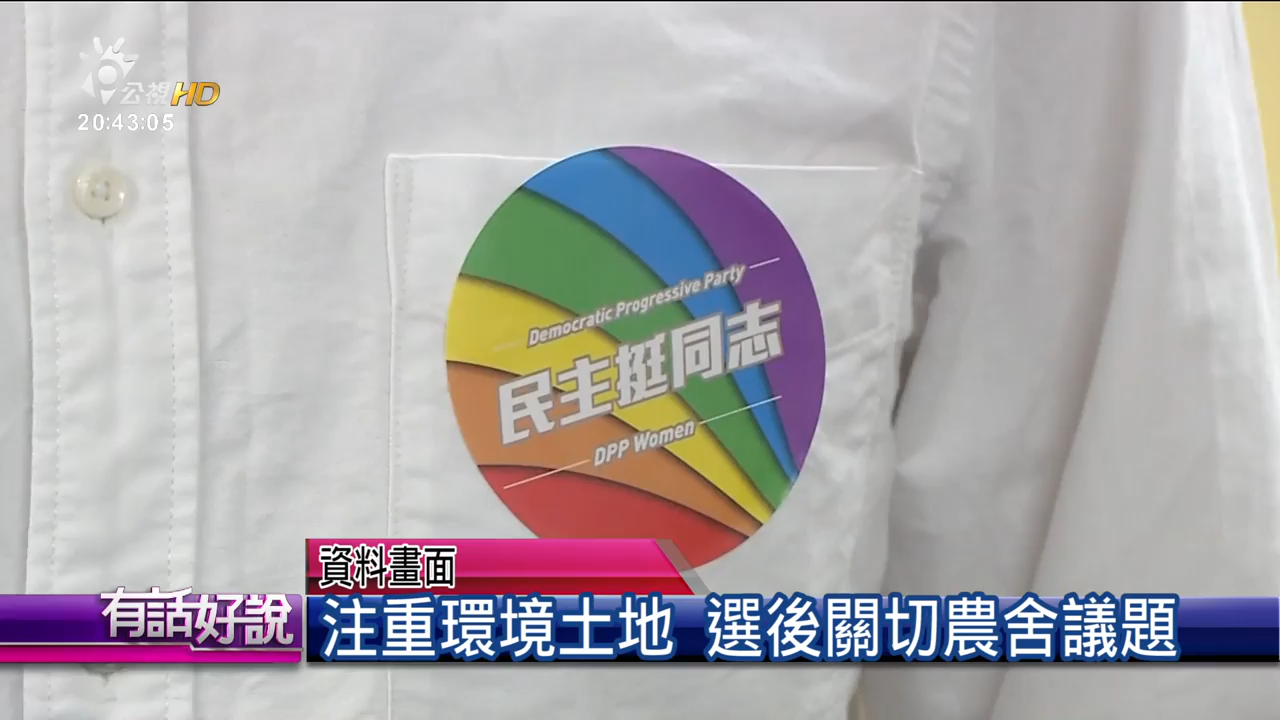 公視HD
20:43:05
Democratic Progressive Party
民主挺同志
DPP Women
資料畫面
有話好說
注重環境土地 選後關切農舍議題